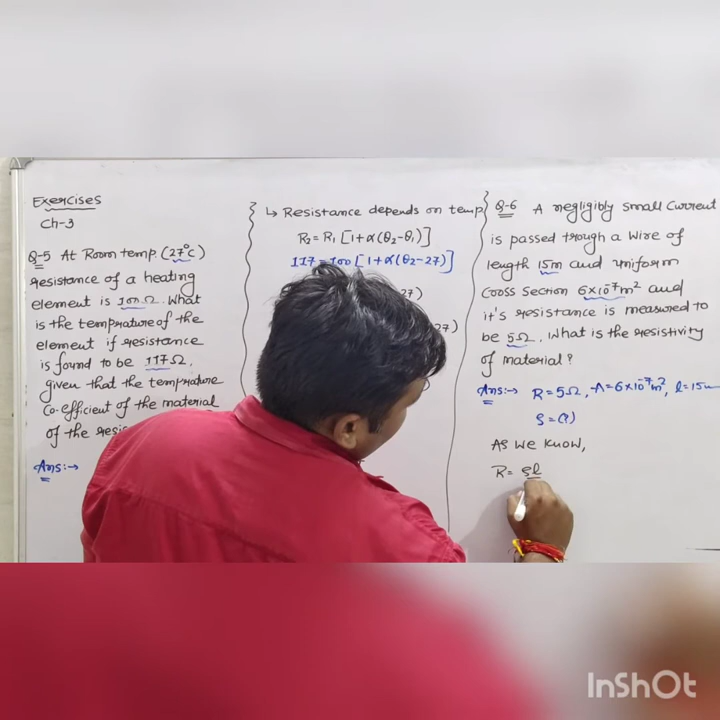 Exercises
Ch-3
Q-5 At Room temp. (27°C)
resistance of a heating
element is 100Ω. What
is the temprature of the
element if resistance
is found to be 117Ω,
given that the temprature
Co-efficient of the material
of the
Ans:→
↳ Resistance depends on temp
R₂ = R₁ [1+α(θ₂-θ₁)]
117 = 100 [1+α(θ₂-27)]
27)
27)
Q-6 A negligibly small current
is passed trough a wire of
length 15m and uniform
Cross Section 6×10⁻⁷m² and
it's resistance is measured to
be 5Ω. What is the resistivity
of material?
Ans:→ R=5Ω, A=6×10⁻⁷m², l=15m
ρ = (?)
As we know,
R = ρl
InShOt